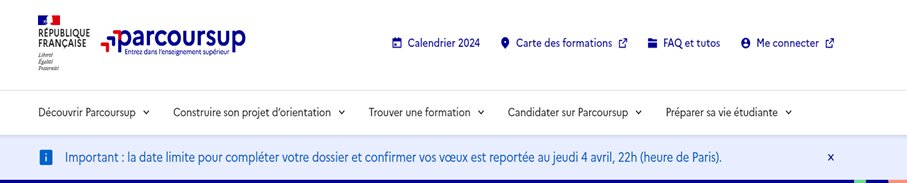 RÉPUBLIQUE
FRANÇAISE
Liberté
Égalité
Fraternité
parcoursup
Entrez dans l'enseignement supérieur
Calendrier 2024
Carte des formations
FAQ et tutos
Me connecter
Découvrir Parcoursup
Construire son projet d'orientation
Trouver une formation
Candidater sur Parcoursup
Préparer sa vie étudiante
Important : la date limite pour compléter votre dossier et confirmer vos vœux est reportée au jeudi 4 avril, 22h (heure de Paris).